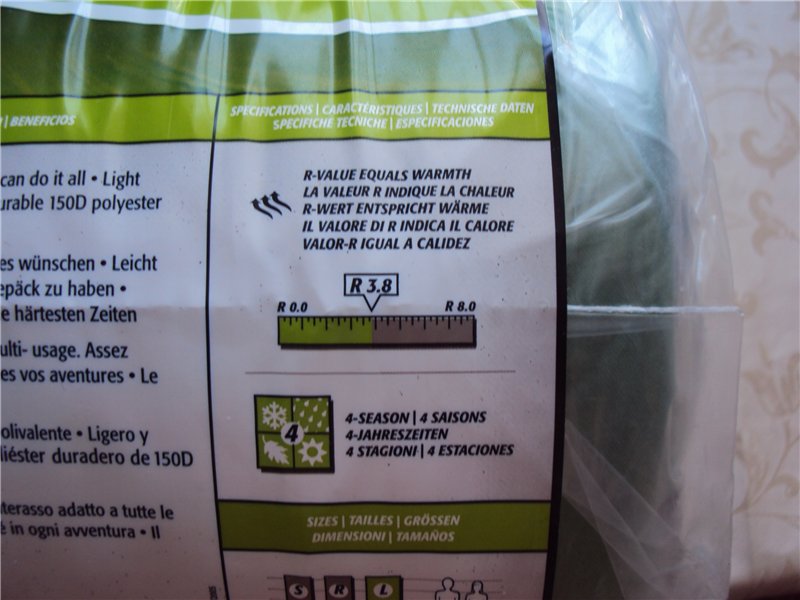 | BENEFICIOS
can do it all • Light
urable 150D polyester
es wünschen • Leicht
epäck zu haben •
e härtesten Zeiten
ulti- usage. Assez
es vos aventures • Le
olivalente • Ligero y
liéster duradero de 150D
terasso adatto a tutte le
è in ogni avventura • Il
SPECIFICATIONS | CARACTÉRISTIQUES | TECHNISCHE DATEN
SPECIFICHE TECNICHE | ESPECIFICACIONES
R-VALUE EQUALS WARMTH
LA VALEUR R INDIQUE LA CHALEUR
R-WERT ENTSPRICHT WÄRME
IL VALORE DI R INDICA IL CALORE
VALOR-R IGUAL A CALIDEZ
R 3.8
R 0.0 R 8.0
4
4-SEASON | 4 SAISONS
4-JAHRESZEITEN
4 STAGIONI | 4 ESTACIONES
SIZES | TAILLES | GRÖSSEN
DIMENSIONI | TAMAÑOS
S R L